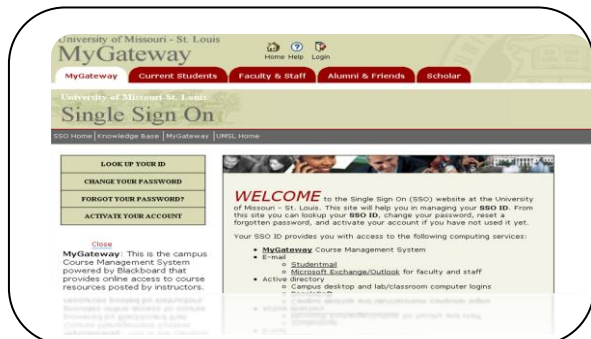 University of Missouri - St. Louis
MyGateway
Home Help Login
MyGateway Current Students Faculty & Staff Alumni & Friends Scholar
University of Missouri-St. Louis
Single Sign On
SSO Home | Knowledge Base | MyGateway | UMSL Home
LOOK UP YOUR ID
CHANGE YOUR PASSWORD
FORGOT YOUR PASSWORD?
ACTIVATE YOUR ACCOUNT
Close
MyGateway: This is the campus
Course Management System
powered by Blackboard that
provides online access to course
resources posted by instructors.
WELCOME to the Single Sign On (SSO) website at the University
of Missouri - St. Louis. This site will help you in managing your SSO ID. From
this site you can lookup your SSO ID, change your password, reset a
forgotten password, and activate your account if you have not used it yet.
Your SSO ID provides you with access to the following computing services:
MyGateway Course Management System
E-mail
Studentmail
Microsoft Exchange/Outlook for faculty and staff
Active directory
Campus desktop and lab/classroom computer logins